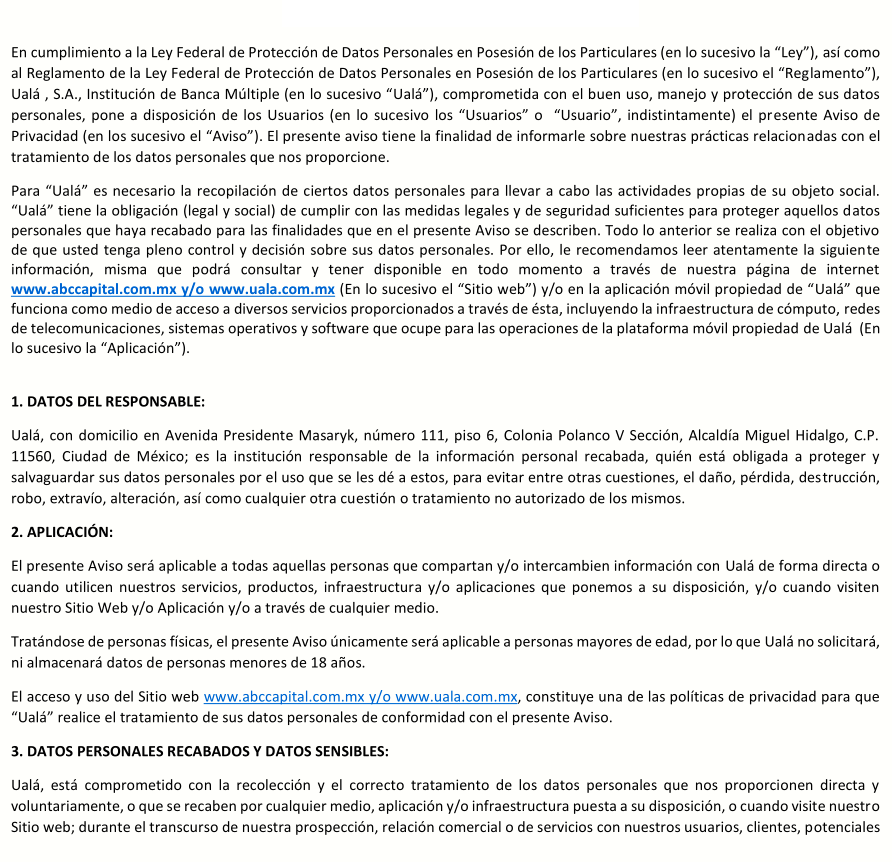 En cumplimiento a la Ley Federal de Protección de Datos Personales en Posesión de los Particulares (en lo sucesivo la “Ley”), así como
al Reglamento de la Ley Federal de Protección de Datos Personales en Posesión de los Particulares (en lo sucesivo el “Reglamento”),
Ualá , S.A., Institución de Banca Múltiple (en lo sucesivo “Ualá”), comprometida con el buen uso, manejo y protección de sus datos
personales, pone a disposición de los Usuarios (en lo sucesivo los “Usuarios” o “Usuario”, indistintamente) el presente Aviso de
Privacidad (en los sucesivo el “Aviso”). El presente aviso tiene la finalidad de informarle sobre nuestras prácticas relacionadas con el
tratamiento de los datos personales que nos proporcione.
Para “Ualá” es necesario la recopilación de ciertos datos personales para llevar a cabo las actividades propias de su objeto social.
“Ualá” tiene la obligación (legal y social) de cumplir con las medidas legales y de seguridad suficientes para proteger aquellos datos
personales que haya recabado para las finalidades que en el presente Aviso se describen. Todo lo anterior se realiza con el objetivo
de que usted tenga pleno control y decisión sobre sus datos personales. Por ello, le recomendamos leer atentamente la siguiente
información, misma que podrá consultar y tener disponible en todo momento a través de nuestra página de internet
www.abccapital.com.mx y/o www.uala.com.mx (En lo sucesivo el “Sitio web”) y/o en la aplicación móvil propiedad de “Ualá” que
funciona como medio de acceso a diversos servicios proporcionados a través de ésta, incluyendo la infraestructura de cómputo, redes
de telecomunicaciones, sistemas operativos y software que ocupe para las operaciones de la plataforma móvil propiedad de Ualá (En
lo sucesivo la “Aplicación”).
1. DATOS DEL RESPONSABLE:
Ualá, con domicilio en Avenida Presidente Masaryk, número 111, piso 6, Colonia Polanco V Sección, Alcaldía Miguel Hidalgo, C.P.
11560, Ciudad de México; es la institución responsable de la información personal recabada, quién está obligada a proteger y
salvaguardar sus datos personales por el uso que se les dé a estos, para evitar entre otras cuestiones, el daño, pérdida, destrucción,
robo, extravío, alteración, así como cualquier otra cuestión o tratamiento no autorizado de los mismos.
2. APLICACIÓN:
El presente Aviso será aplicable a todas aquellas personas que compartan y/o intercambien información con Ualá de forma directa o
cuando utilicen nuestros servicios, productos, infraestructura y/o aplicaciones que ponemos a su disposición, y/o cuando visiten
nuestro Sitio Web y/o Aplicación y/o a través de cualquier medio.
Tratándose de personas físicas, el presente Aviso únicamente será aplicable a personas mayores de edad, por lo que Ualá no solicitará,
ni almacenará datos de personas menores de 18 años.
El acceso y uso del Sitio web www.abccapital.com.mx y/o www.uala.com.mx, constituye una de las políticas de privacidad para que
“Ualá” realice el tratamiento de sus datos personales de conformidad con el presente Aviso.
3. DATOS PERSONALES RECABADOS Y DATOS SENSIBLES:
Ualá, está comprometido con la recolección y el correcto tratamiento de los datos personales que nos proporcionen directa y
voluntariamente, o que se recaben por cualquier medio, aplicación y/o infraestructura puesta a su disposición, o cuando visite nuestro
Sitio web; durante el transcurso de nuestra prospección, relación comercial o de servicios con nuestros usuarios, clientes, potenciales